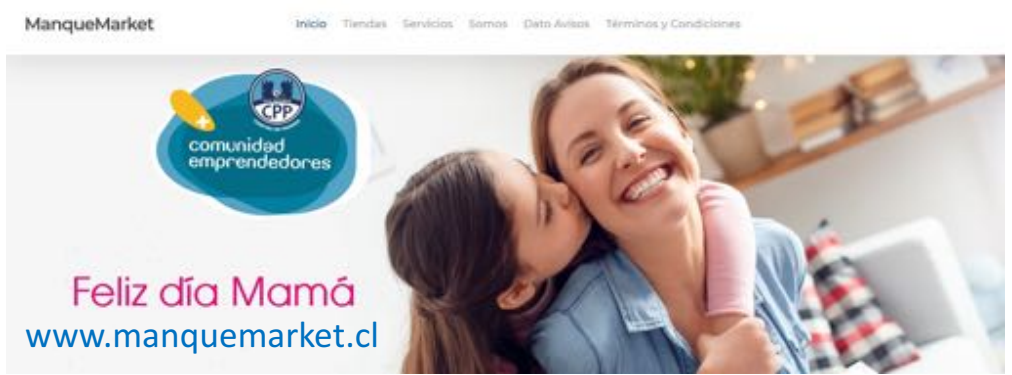 ManqueMarket
Inicio Tiendas Servicios Somos Dato Avisos Términos y Condiciones
CPP
comunidad
emprendedores
Feliz día Mamá
www.manquemarket.cl